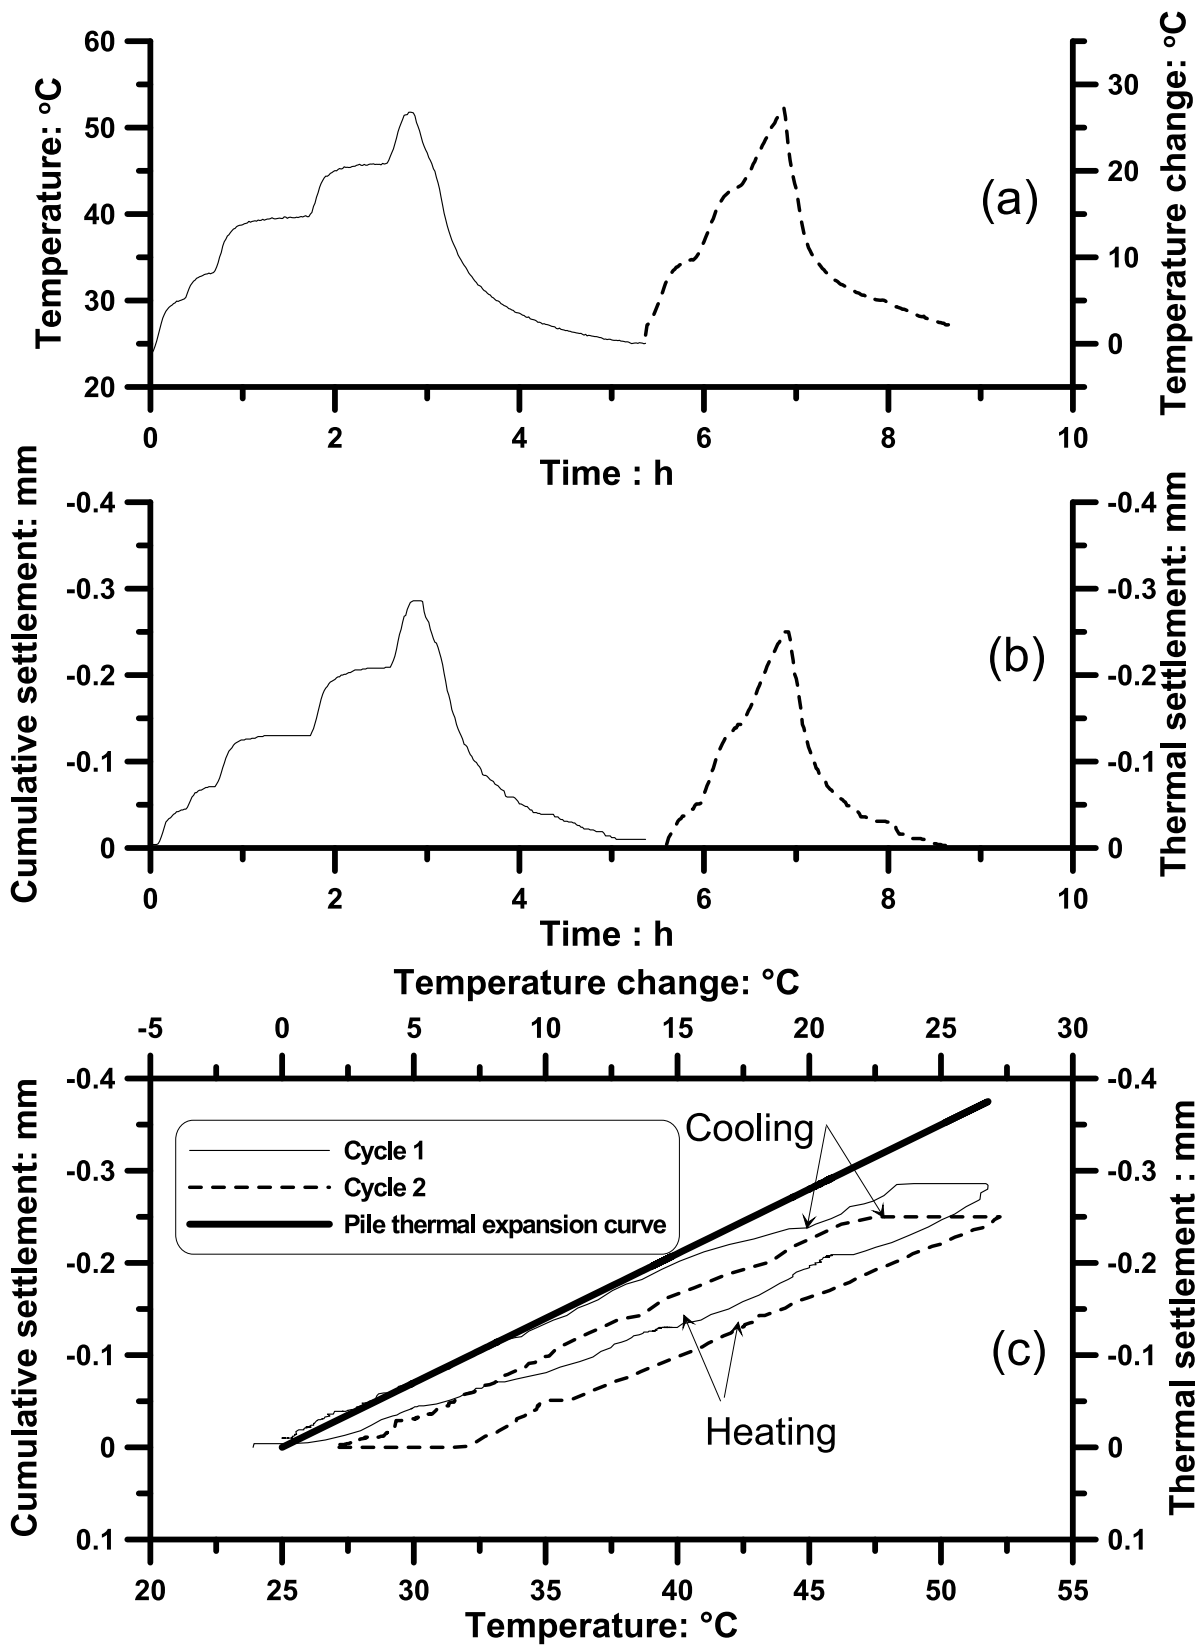 Temperature: °C
60
50
40
30
20
Temperature change: °C
30
20
10
0
(a)
0 2 4 6 8 10
Time : h
Cumulative settlement: mm
-0.4
-0.3
-0.2
-0.1
0
Thermal settlement: mm
-0.4
-0.3
-0.2
-0.1
0
(b)
0 2 4 6 8 10
Time : h
Temperature change: °C
-5 0 5 10 15 20 25 30
Cumulative settlement: mm
-0.4
-0.3
-0.2
-0.1
0
0.1
Thermal settlement : mm
-0.4
-0.3
-0.2
-0.1
0
0.1
Cycle 1
Cycle 2
Pile thermal expansion curve
Cooling
Heating
(c)
20 25 30 35 40 45 50 55
Temperature: °C